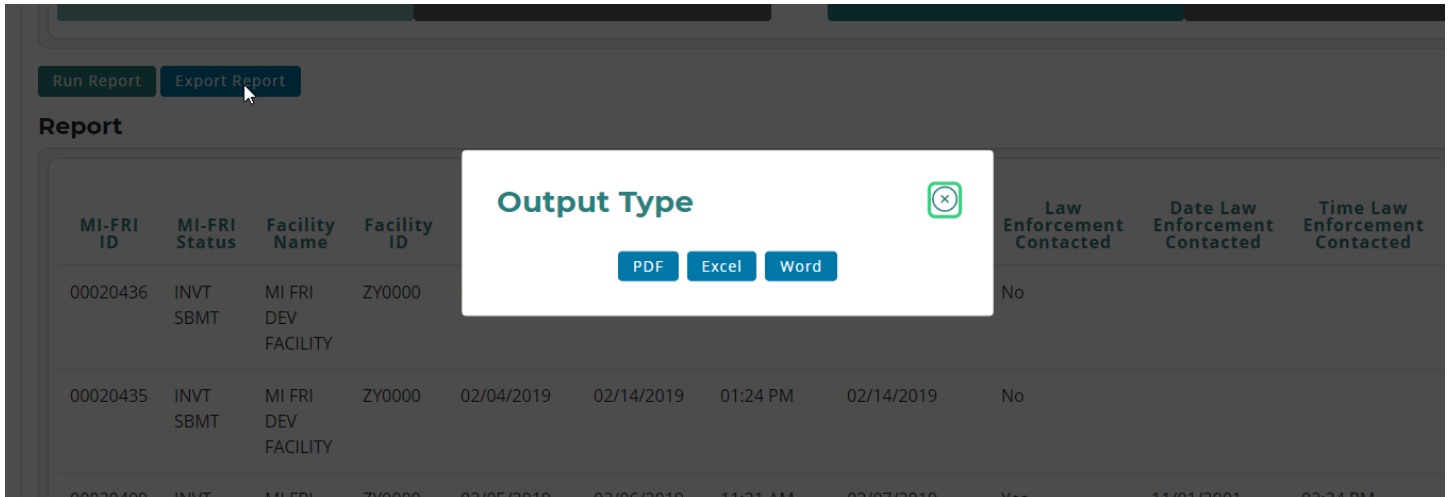 Run Report Export Report
Report
Output Type
PDF Excel Word
MI-FRI ID MI-FRI Status Facility Name Facility ID Law Enforcement Contacted Date Law Enforcement Contacted Time Law Enforcement Contacted
00020436 INVT MI FRI ZY0000 No
SBMT DEV
FACILITY
00020435 INVT MI FRI ZY0000 02/04/2019 02/14/2019 01:24 PM 02/14/2019 No
SBMT DEV
FACILITY